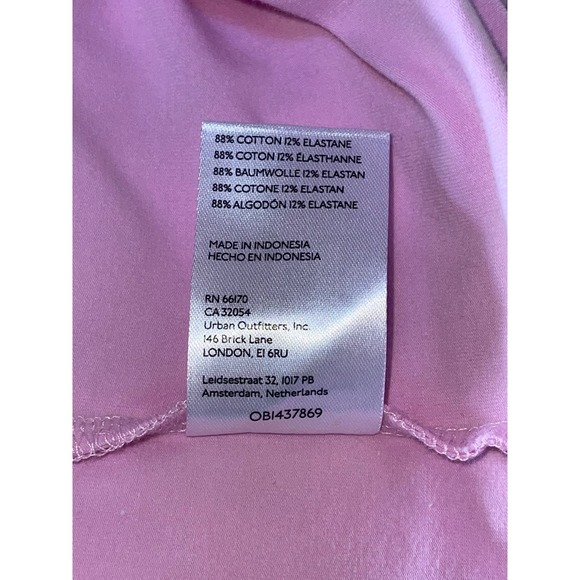 88% COTTON 12% ELASTANE
88% COTON 12% ÉLASTHANNE
88% BAUMWOLLE 12% ELASTAN
88% COTONE 12% ELASTAN
88% ALGODÓN 12% ELASTANE
MADE IN INDONESIA
HECHO EN INDONESIA
RN 66170
CA 32054
Urban Outfitters, Inc.
146 Brick Lane
LONDON, E1 6RU
Leidsestraat 32, 1017 PB
Amsterdam, Netherlands
OB1437869